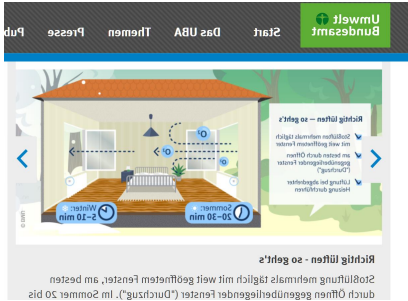 Umwelt
Bundesamt
Start
Das UBA
Themen
Presse
Pub
Richtig lüften – so geht's
Stoßlüften mehrmals täglich
mit weit geöffnetem Fenster
am besten durch Öffnen
gegenüberliegender Fenster
("Durchzug")
Lüftung bei abgedrehter
Heizung durchführen
O²
O²
O²
Sommer:
20–30 min
Winter:
5–10 min
Richtig lüften - so geht's
Stoßlüftung mehrmals täglich mit weit geöffneten Fenster, am besten
durch Öffnen gegenüberliegender Fenster ("Durchzug"). Im Sommer 20 bis